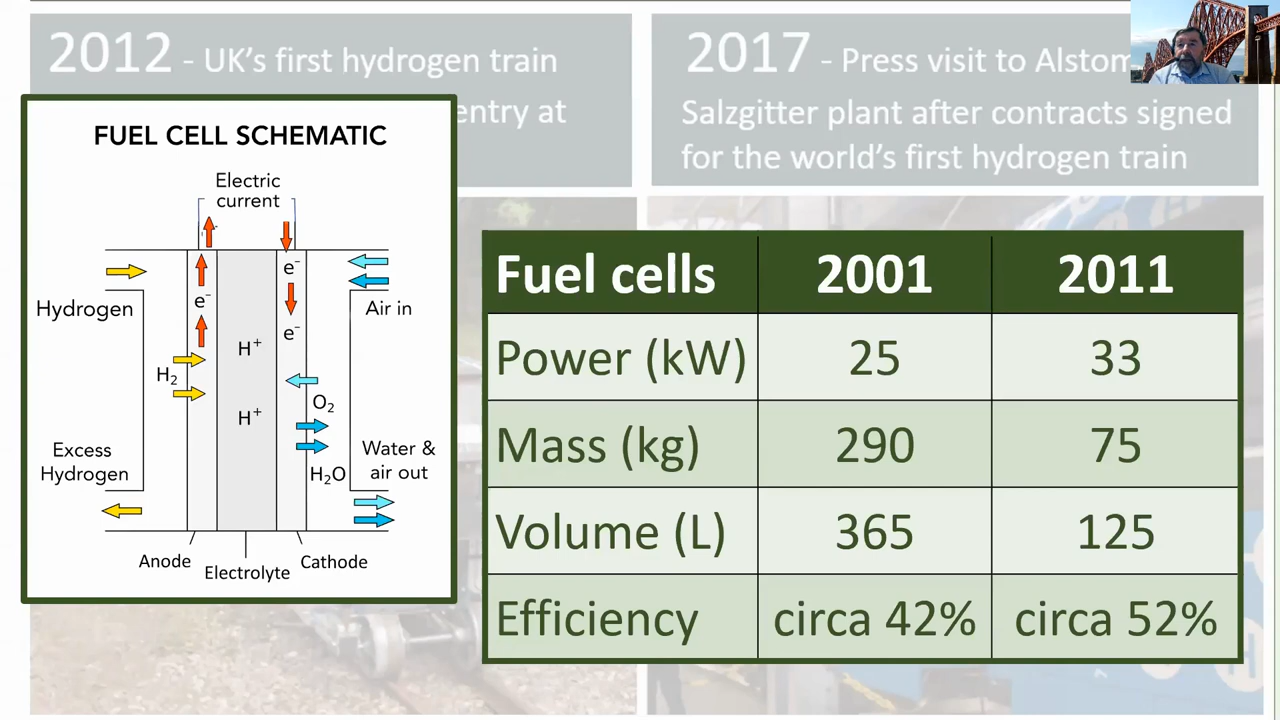 2012 - UK's first hydrogen train
entry at
2017 - Press visit to Alstom
Salzgitter plant after contracts signed
for the world's first hydrogen train
FUEL CELL SCHEMATIC
Electric
current
e⁻
e⁻
e⁻
Hydrogen
Air in
H⁺
H₂
H⁺
O₂
Excess
Hydrogen
Water &
air out
H₂O
Anode
Electrolyte
Cathode
Fuel cells 2001 2011
Power (kW) 25 33
Mass (kg) 290 75
Volume (L) 365 125
Efficiency circa 42% circa 52%